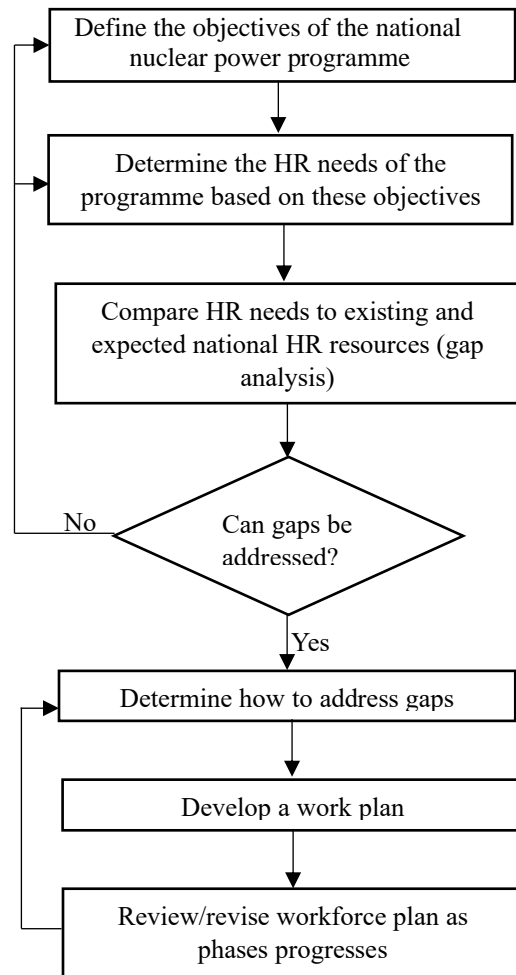 Define the objectives of the national
nuclear power programme
Determine the HR needs of the
programme based on these objectives
Compare HR needs to existing and
expected national HR resources (gap
analysis)
No
Can gaps be
addressed?
Yes
Determine how to address gaps
Develop a work plan
Review/revise workforce plan as
phases progresses